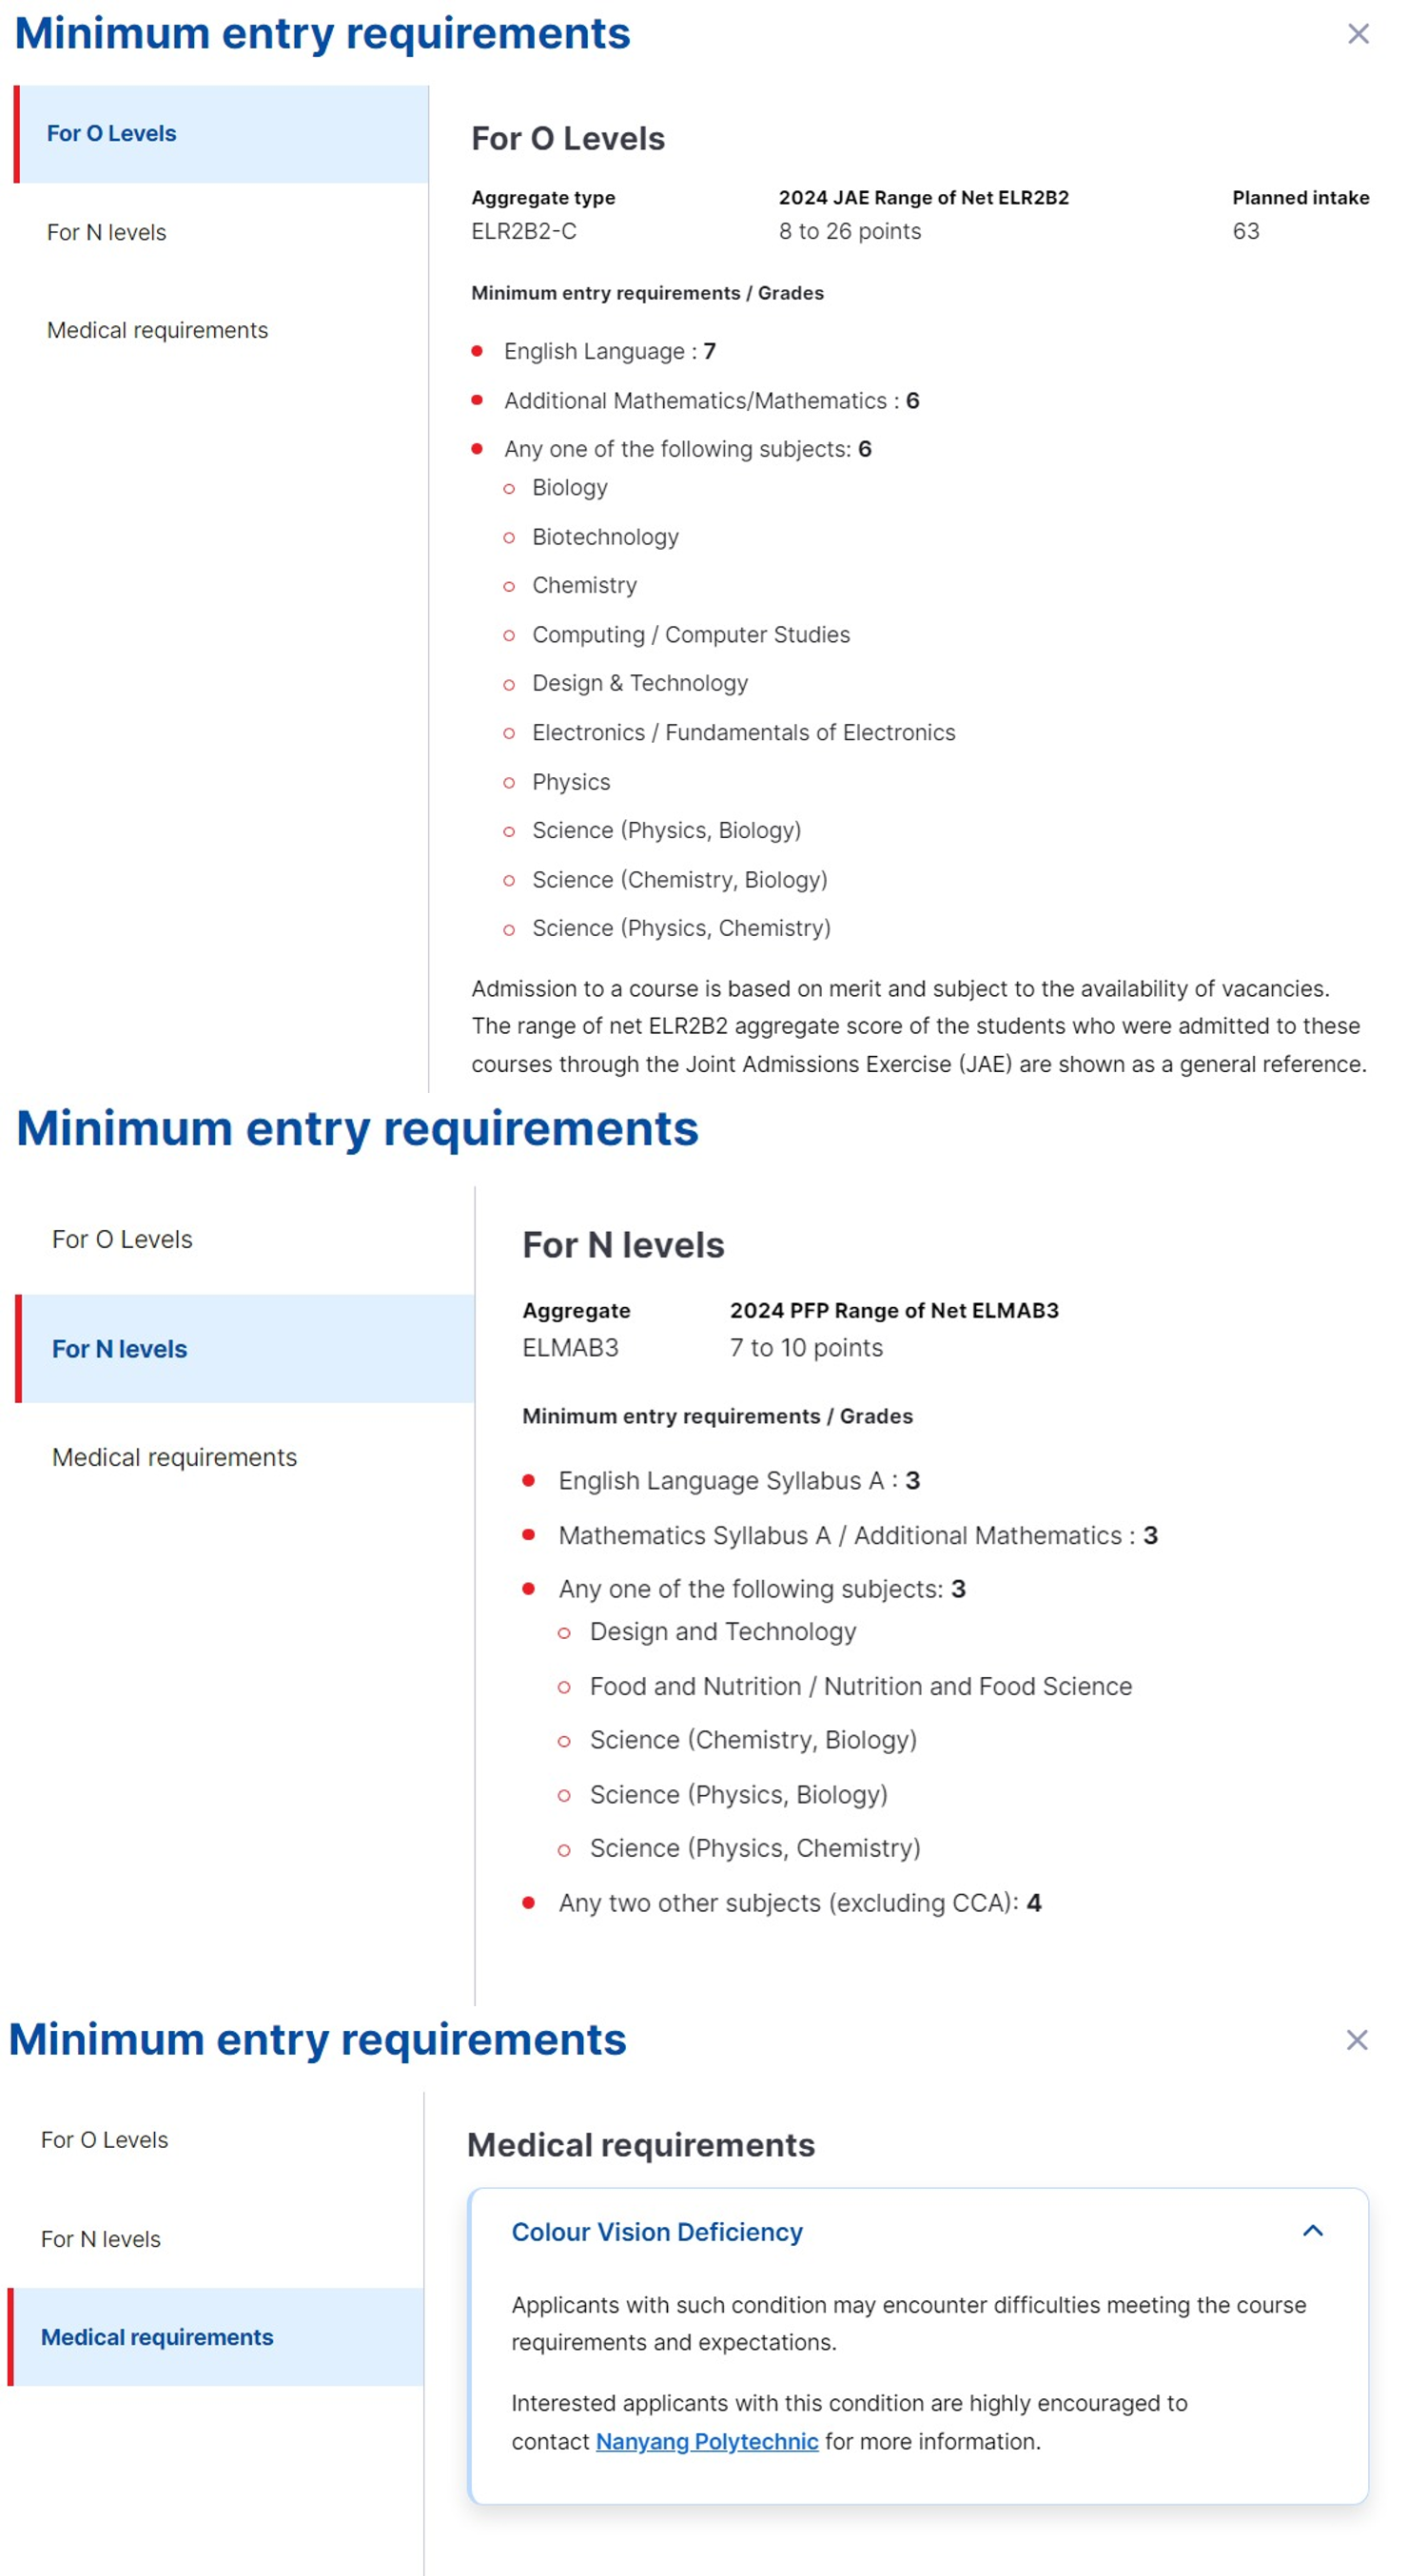 Minimum entry requirements
For O Levels
For N levels
Medical requirements
For O Levels
Aggregate type 2024 JAE Range of Net ELR2B2 Planned intake
ELR2B2-C 8 to 26 points 63
Minimum entry requirements / Grades
English Language : 7
Additional Mathematics/Mathematics : 6
Any one of the following subjects: 6
Biology
Biotechnology
Chemistry
Computing / Computer Studies
Design & Technology
Electronics / Fundamentals of Electronics
Physics
Science (Physics, Biology)
Science (Chemistry, Biology)
Science (Physics, Chemistry)
Admission to a course is based on merit and subject to the availability of vacancies.
The range of net ELR2B2 aggregate score of the students who were admitted to these
courses through the Joint Admissions Exercise (JAE) are shown as a general reference.
Minimum entry requirements
For O Levels
For N levels
Medical requirements
For N levels
Aggregate 2024 PFP Range of Net ELMAB3
ELMAB3 7 to 10 points
Minimum entry requirements / Grades
English Language Syllabus A : 3
Mathematics Syllabus A / Additional Mathematics : 3
Any one of the following subjects: 3
Design and Technology
Food and Nutrition / Nutrition and Food Science
Science (Chemistry, Biology)
Science (Physics, Biology)
Science (Physics, Chemistry)
Any two other subjects (excluding CCA): 4
Minimum entry requirements
For O Levels
For N levels
Medical requirements
Medical requirements
Colour Vision Deficiency
Applicants with such condition may encounter difficulties meeting the course
requirements and expectations.
Interested applicants with this condition are highly encouraged to
contact Nanyang Polytechnic for more information.